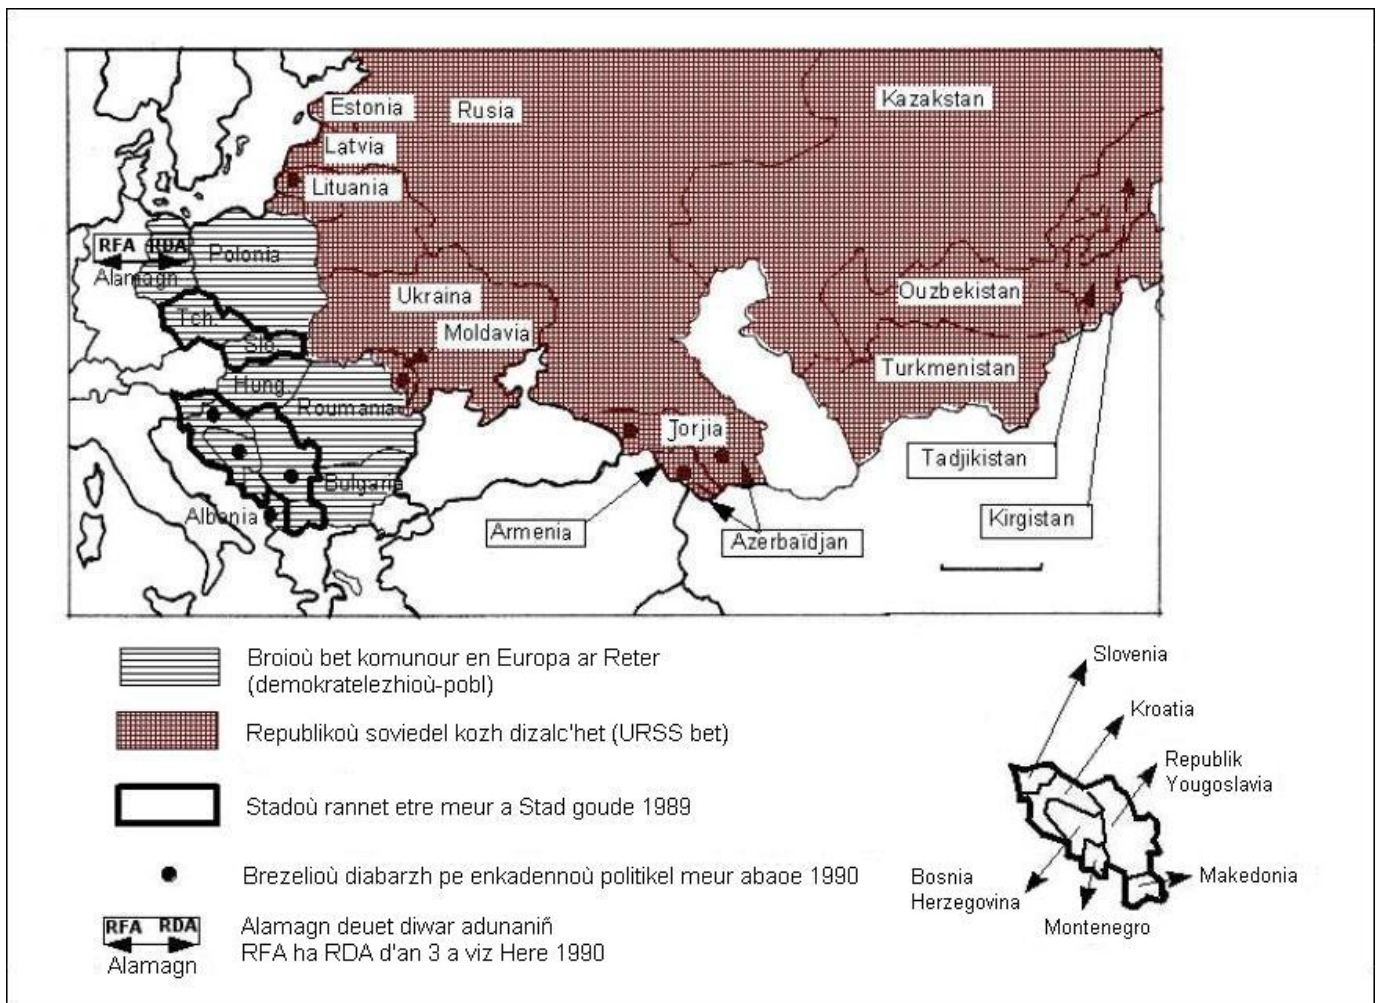 Estonia
Rusia
Kazakstan
Latvia
Lituania
RFA RDA
Alamagn
Polonia
Ukraina
Ouzbekistan
Tch.
Moldavia
Slo.
Turkmenistan
Hung.
Roumania
Jorjia
Tadjikistan
Bulgaria
Albania
Armenia
Azerbaïdjan
Kirgistan
Broioù bet komunour en Europa ar Reter
(demokratelezhioù-pobl)
Republikoù soviedel kozh dizalc'het (URSS bet)
Stadoù rannet etre meur a Stad goude 1989
Brezelioù diabarzh pe enkadennoù politikel meur abaoe 1990
RFA RDA
Alamagn
Alamagn deuet diwar adunaniñ
RFA ha RDA d'an 3 a viz Here 1990
Slovenia
Kroatia
Republik
Yougoslavia
Bosnia
Herzegovina
Makedonia
Montenegro